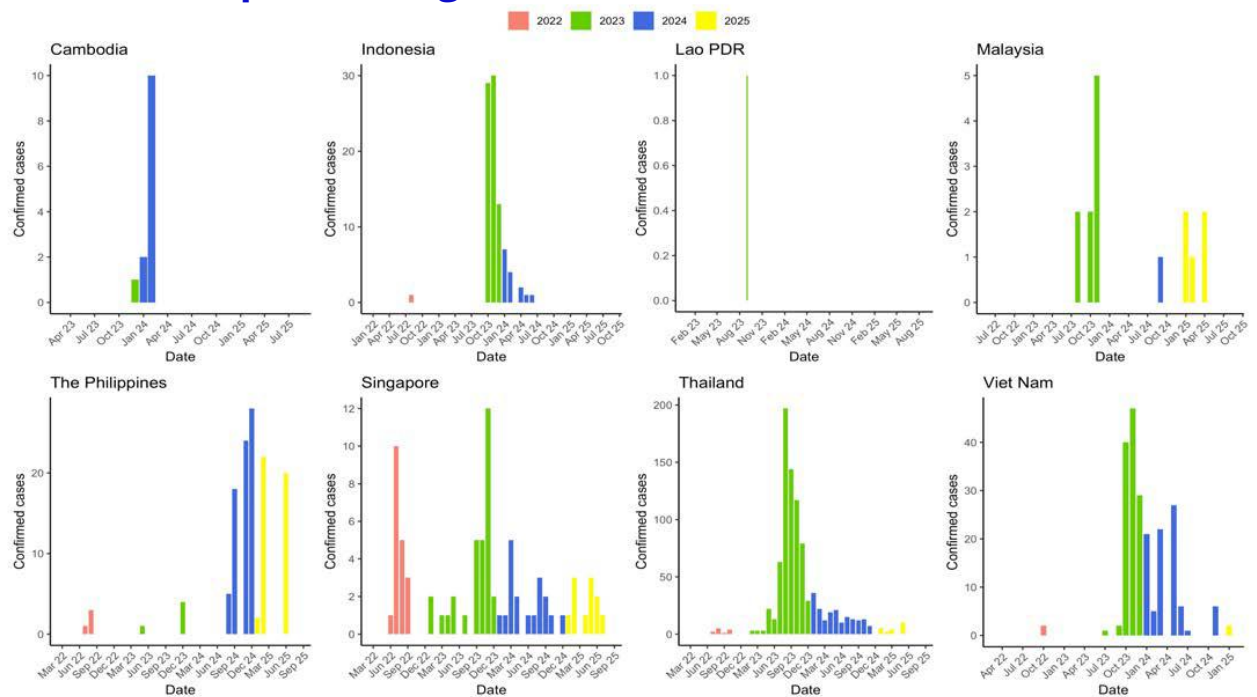 2022 2023 2024 2025
Cambodia
Confirmed cases
10
8
6
4
2
0
Apr 23 Jul 23 Oct 23 Jan 24 Apr 24 Jul 24 Oct 24 Jan 25 Apr 25 Jul 25
Date
Indonesia
Confirmed cases
30
20
10
0
Jan 22 Apr 22 Jul 22 Oct 22 Jan 23 Apr 23 Jul 23 Oct 23 Jan 24 Apr 24 Jul 24 Oct 24 Jan 25 Apr 25 Jul 25 Oct 25
Date
Lao PDR
Confirmed cases
1.0
0.8
0.6
0.4
0.2
0.0
Feb 23 May 23 Aug 23 Nov 23 Feb 24 May 24 Aug 24 Nov 24 Feb 25 May 25 Aug 25
Date
Malaysia
Confirmed cases
5
4
3
2
1
0
Jul 22 Oct 22 Jan 23 Apr 23 Jul 23 Oct 23 Jan 24 Apr 24 Jul 24 Oct 24 Jan 25 Apr 25 Jul 25 Oct 25
Date
The Philippines
Confirmed cases
20
10
0
Mar 22 Jun 22 Sep 22 Dec 22 Mar 23 Jun 23 Sep 23 Dec 23 Mar 24 Jun 24 Sep 24 Dec 24 Mar 25 Jun 25 Sep 25
Date
Singapore
Confirmed cases
12
10
8
6
4
2
0
Mar 22 Jun 22 Sep 22 Dec 22 Mar 23 Jun 23 Sep 23 Dec 23 Mar 24 Jun 24 Sep 24 Dec 24 Mar 25 Jun 25 Sep 25
Date
Thailand
Confirmed cases
200
150
100
50
0
Mar 22 Jun 22 Sep 22 Dec 22 Mar 23 Jun 23 Sep 23 Dec 23 Mar 24 Jun 24 Sep 24 Dec 24 Mar 25 Jun 25 Sep 25
Date
Viet Nam
Confirmed cases
40
30
20
10
0
Apr 22 Jul 22 Oct 22 Jan 23 Apr 23 Jul 23 Oct 23 Jan 24 Apr 24 Jul 24 Oct 24 Jan 25
Date